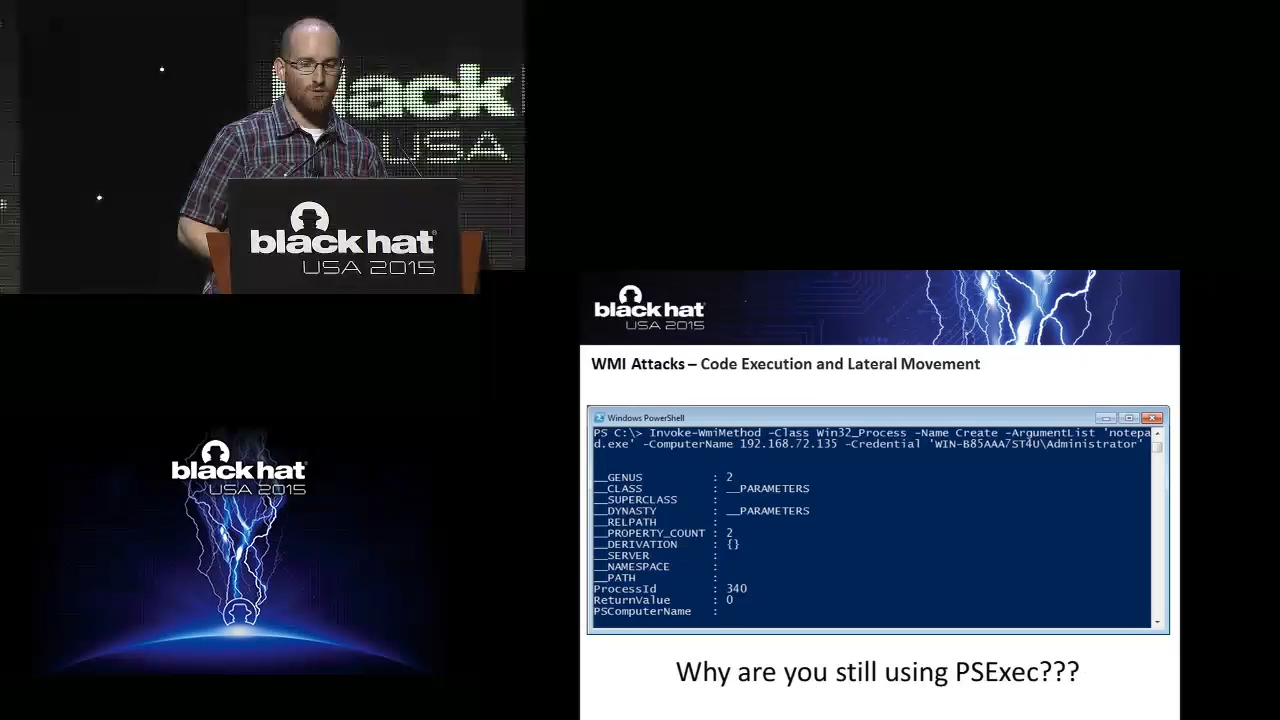 black
USA
black hat
USA 2015
black hat
USA 2015
WMI Attacks – Code Execution and Lateral Movement
Windows PowerShell
PS C:\> Invoke-WmiMethod -Class Win32_Process -Name Create -ArgumentList 'notepa
d.exe' -ComputerName 192.168.72.135 -Credential 'WIN-B85AAA7ST4U\Administrator'
__GENUS : 2
__CLASS : __PARAMETERS
__SUPERCLASS :
__DYNASTY : __PARAMETERS
__RELPATH :
__PROPERTY_COUNT : 2
__DERIVATION : {}
__SERVER :
__NAMESPACE :
__PATH :
ProcessId : 340
ReturnValue : 0
PSComputerName :
Why are you still using PSExec???
black hat
USA 2015